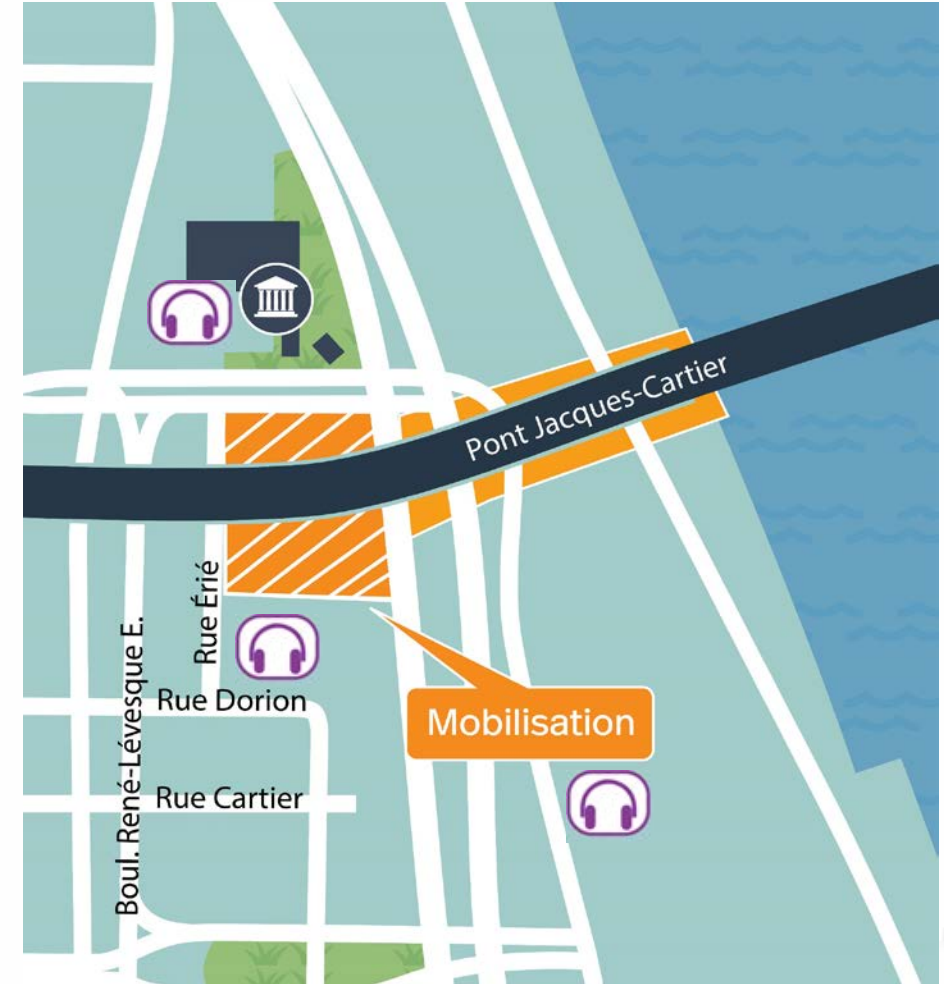 Pont Jacques-Cartier
Rue Érié
Boul. René-Lévesque E.
Rue Dorion
Mobilisation
Rue Cartier